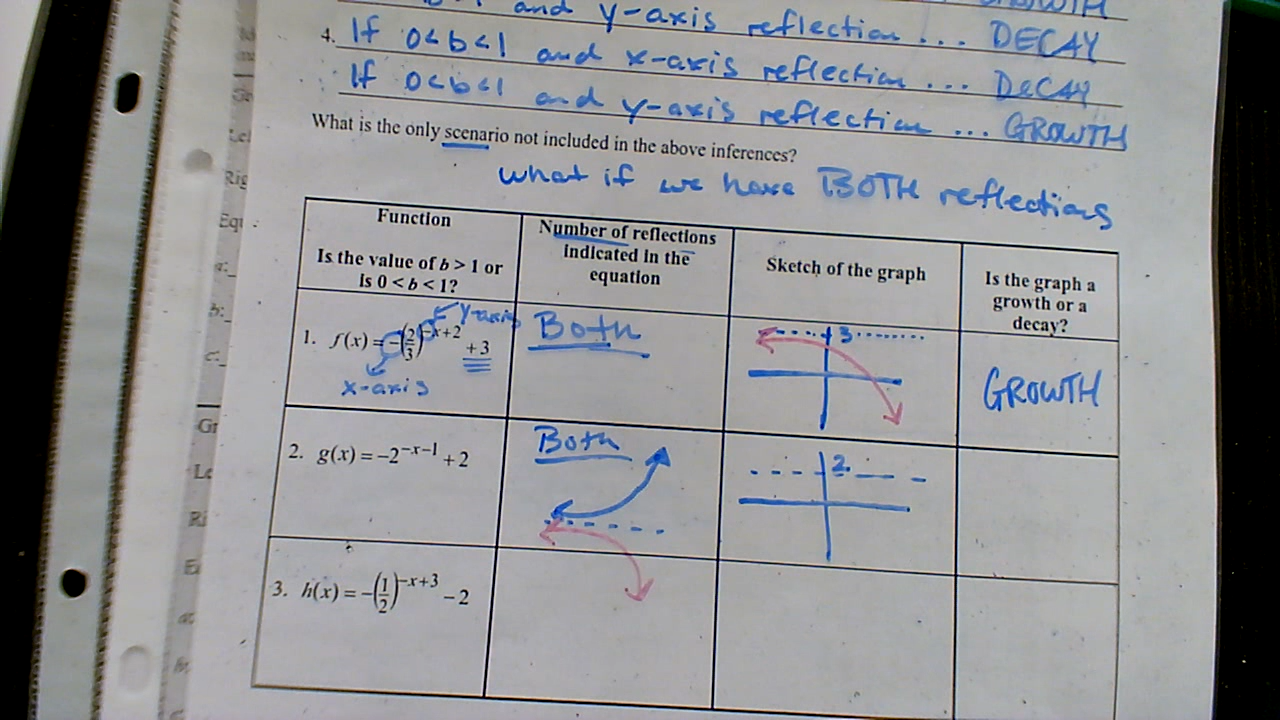 and y-axis reflection ... DECAY
4. If 0<b<1 and x-axis reflection ... DECAY
If 0<b<1 and y-axis reflection ... GROWTH
What is the only scenario not included in the above inferences?
what if we have BOTH reflections
Function
Is the value of b > 1 or
is 0 < b < 1?
Number of reflections
indicated in the
equation
Sketch of the graph
Is the graph a
growth or a
decay?
y-axis
1. f(x) = -(2/3)^(-x+2) + 3
x-axis
Both
3
GROWTH
2. g(x) = -2^(-x-1) + 2
Both
2
3. h(x) = -(1/2)^(-x+3) - 2